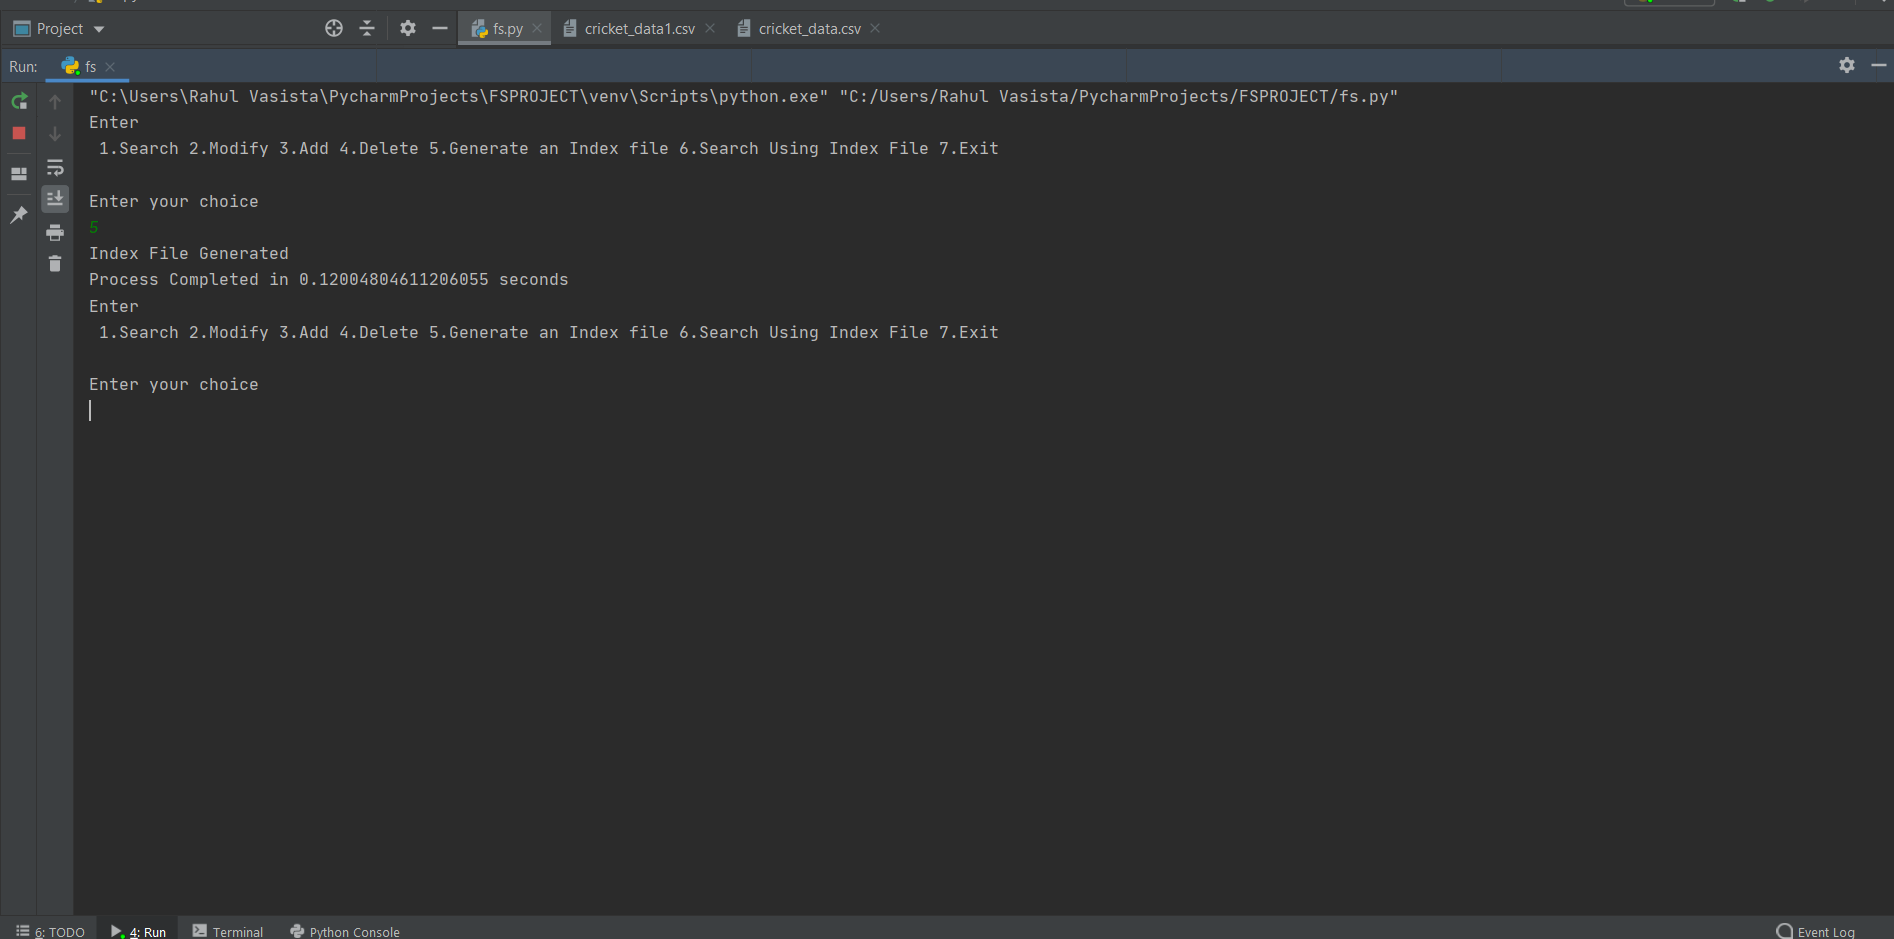 Project fs.py cricket_data1.csv cricket_data.csv
Run: fs
"C:\Users\Rahul Vasista\PycharmProjects\FSPROJECT\venv\Scripts\python.exe" "C:/Users/Rahul Vasista/PycharmProjects/FSPROJECT/fs.py"
Enter
1.Search 2.Modify 3.Add 4.Delete 5.Generate an Index file 6.Search Using Index File 7.Exit
Enter your choice
5
Index File Generated
Process Completed in 0.12004804611206055 seconds
Enter
1.Search 2.Modify 3.Add 4.Delete 5.Generate an Index file 6.Search Using Index File 7.Exit
Enter your choice
6: TODO 4: Run Terminal Python Console Event Log